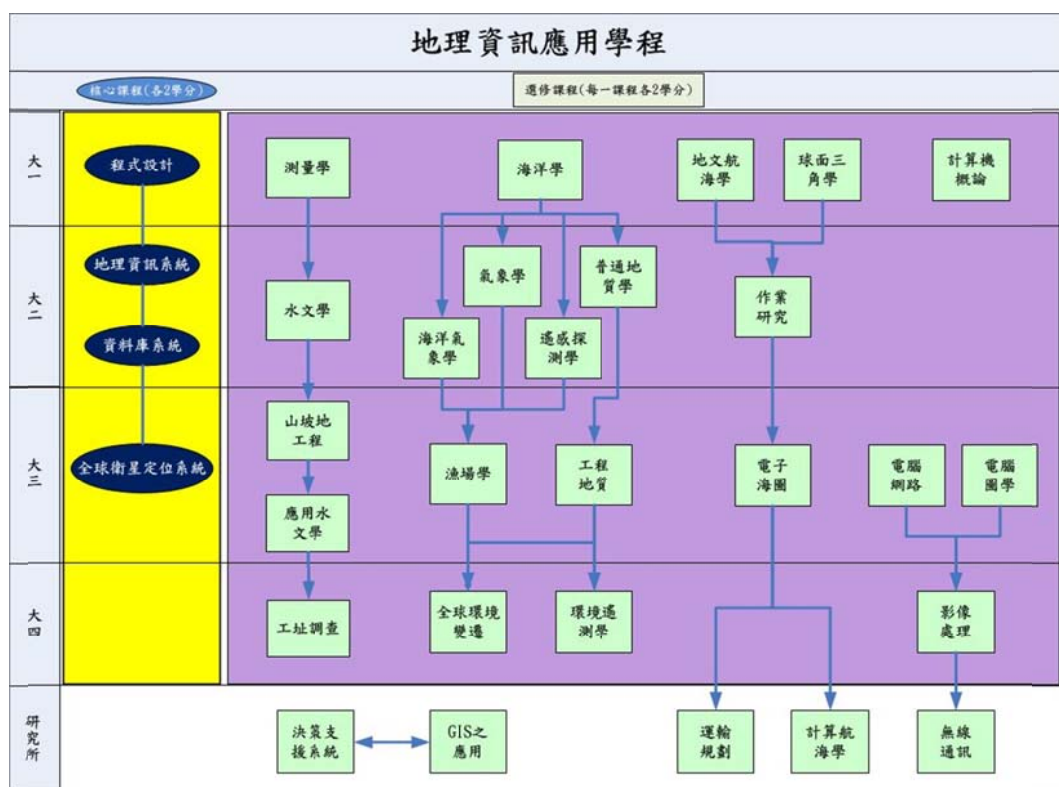 地理資訊應用學程
核心課程(各2學分)
選修課程(每一課程各2學分)
大一
程式設計
測量學
海洋學
地文航
海學
球面三
角學
計算機
概論
大二
地理資訊系統
資料庫系統
水文學
氣象學
普通地
質學
海洋氣
象學
遙感探
測學
作業
研究
大三
全球衛星定位系統
山坡地
工程
應用水
文學
漁場學
工程
地質
電子
海圖
電腦
網路
電腦
圖學
大四
工址調查
全球環境
變遷
環境遙
測學
影像
處理
研究所
決策支
援系統
GIS之
應用
運輸
規劃
計算航
海學
無線
通訊